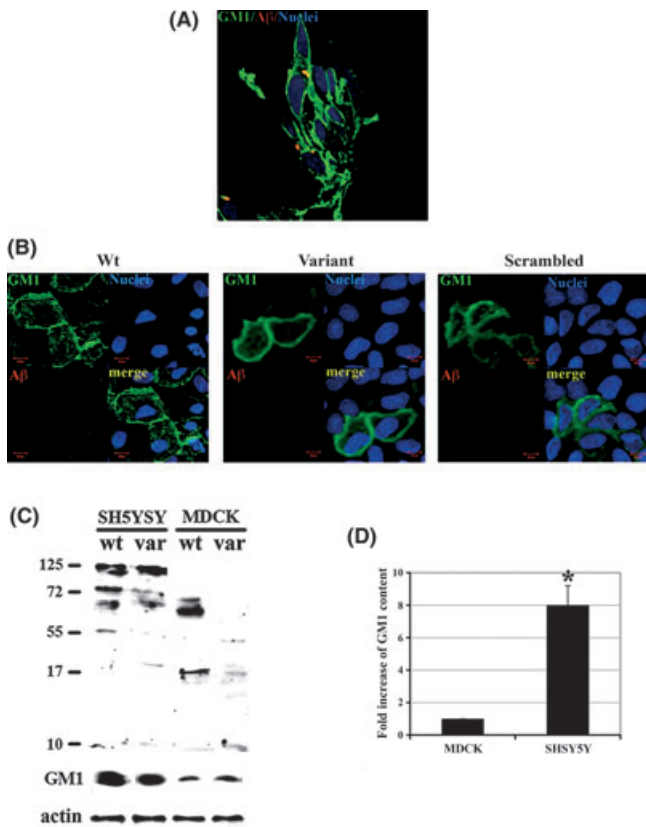 (A)
GM1/Aβ/Nuclei
(B)
Wt Variant Scrambled
GM1 Nuclei GM1 Nuclei GM1 Nuclei
Aβ merge Aβ merge Aβ merge
(C)
SH5YSY MDCK
wt var wt var
125
72
55
17
10
GM1
actin
(D)
Fold increase of GM1 content
10
8
6
4
2
0
*
MDCK SHSY5Y